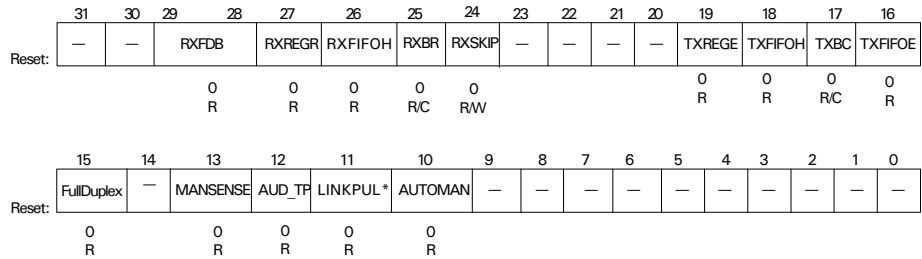 31 30 29 28 27 26 25 24 23 22 21 20 19 18 17 16
Reset: — — RXFDB RXREGR RXFIFOH RXBR RXSKIP — — — — TXREGE TXFIFOH TXBC TXFIFOE
0 0 0 0 0 0 0 0 0
R R R R/C R/W R R R/C R
15 14 13 12 11 10 9 8 7 6 5 4 3 2 1 0
Reset: FullDuplex — MANSENSE AUD_TP LINKPUL* AUTOMAN — — — — — — — — — —
0 0 0 0 0
R R R R R